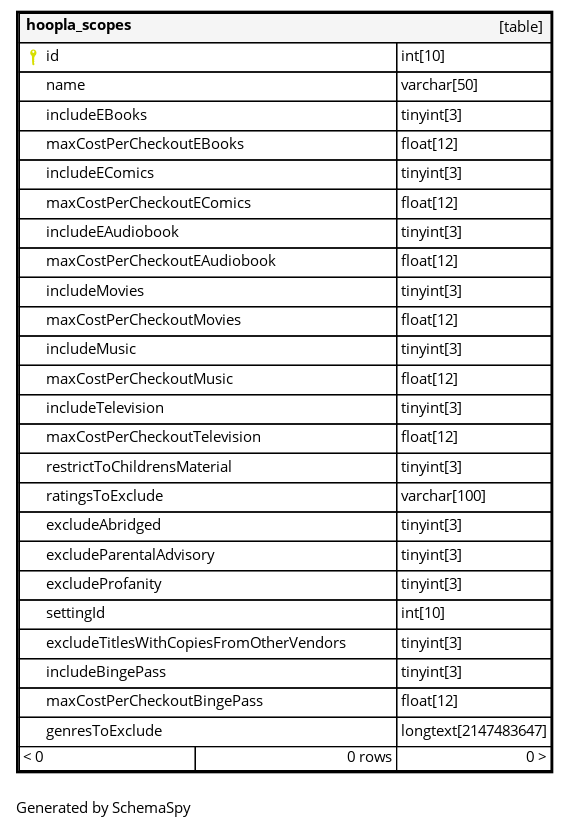 hoopla_scopes [table]
id int[10]
name varchar[50]
includeEBooks tinyint[3]
maxCostPerCheckoutEBooks float[12]
includeEComics tinyint[3]
maxCostPerCheckoutEComics float[12]
includeEAudiobook tinyint[3]
maxCostPerCheckoutEAudiobook float[12]
includeMovies tinyint[3]
maxCostPerCheckoutMovies float[12]
includeMusic tinyint[3]
maxCostPerCheckoutMusic float[12]
includeTelevision tinyint[3]
maxCostPerCheckoutTelevision float[12]
restrictToChildrensMaterial tinyint[3]
ratingsToExclude varchar[100]
excludeAbridged tinyint[3]
excludeParentalAdvisory tinyint[3]
excludeProfanity tinyint[3]
settingId int[10]
excludeTitlesWithCopiesFromOtherVendors tinyint[3]
includeBingePass tinyint[3]
maxCostPerCheckoutBingePass float[12]
genresToExclude longtext[2147483647]
< 0 0 rows 0 >
Generated by SchemaSpy